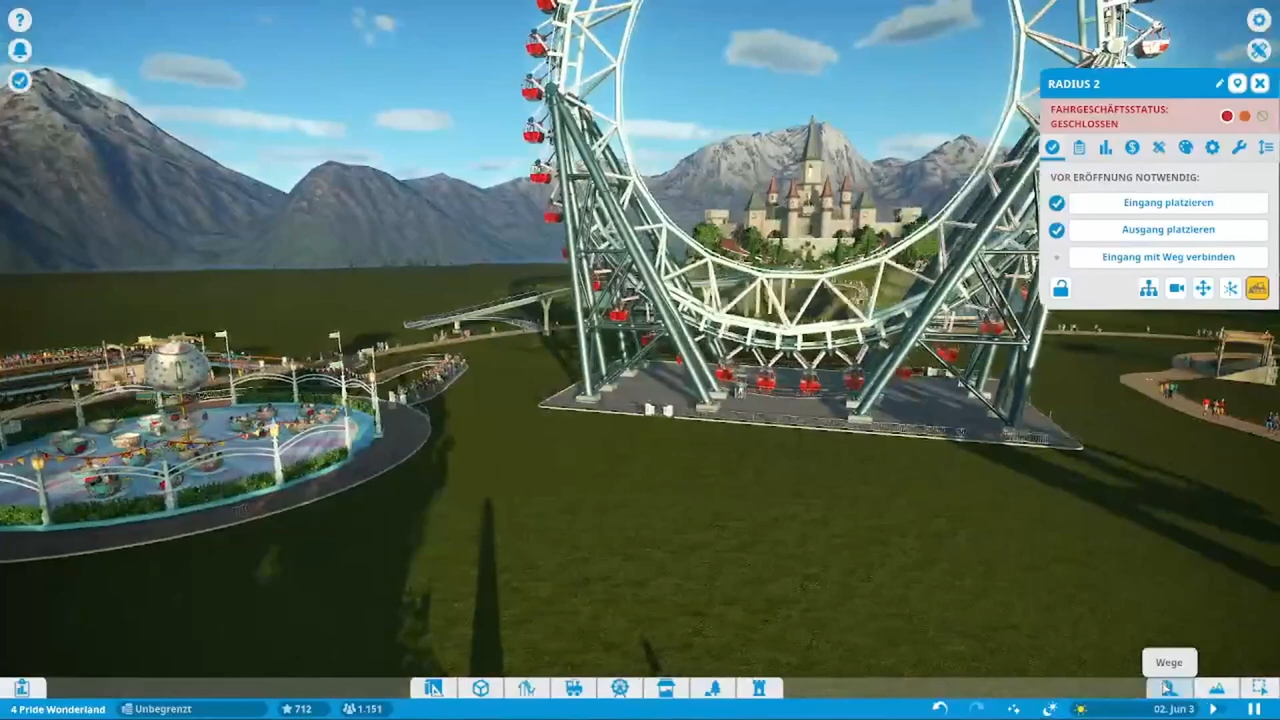 RADIUS 2
FAHRGESCHÄFTSSTATUS:
GESCHLOSSEN
VOR ERÖFFNUNG NOTWENDIG:
Eingang platzieren
Ausgang platzieren
Eingang mit Weg verbinden
Wege
4 Pride Wonderland
Unbegrenzt
712
1.151
02. Jun 3